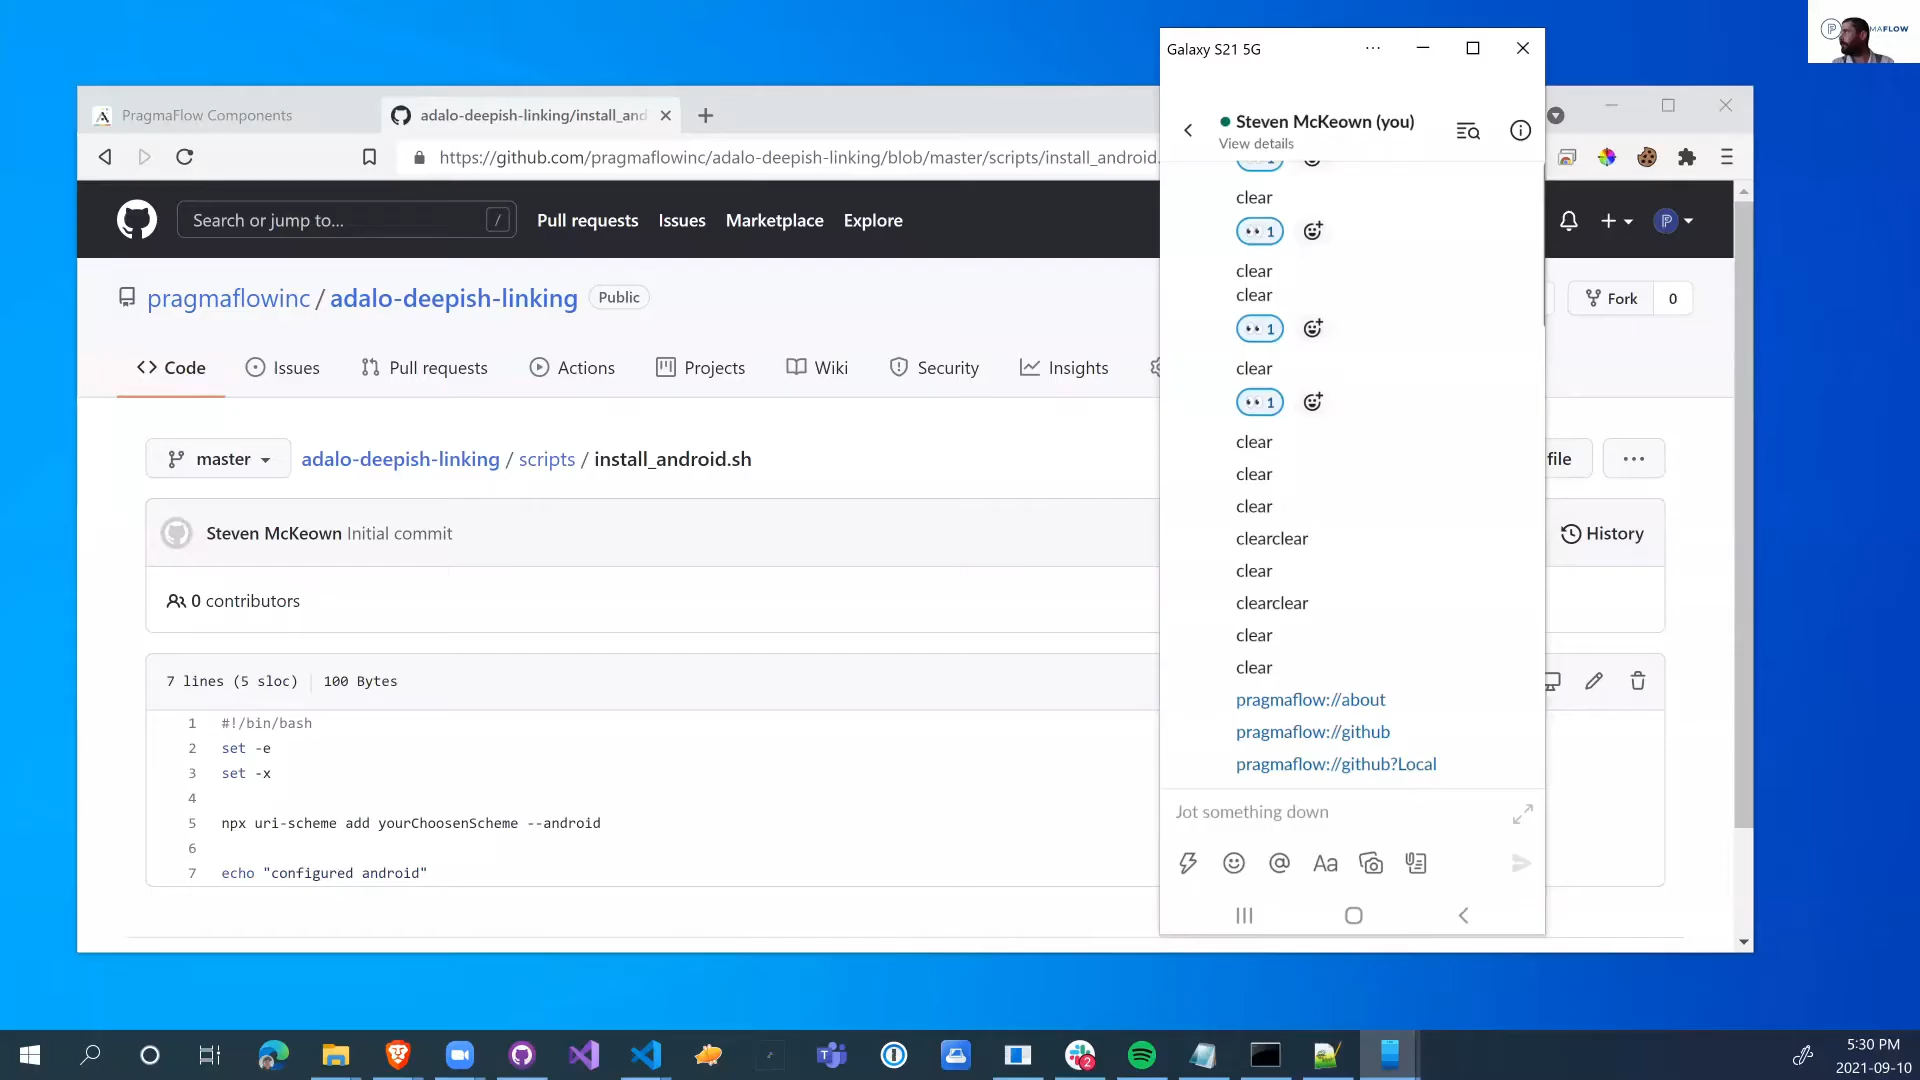 PragmaFlow Components
adalo-deepish-linking/install_and
https://github.com/pragmaflowinc/adalo-deepish-linking/blob/master/scripts/install_android.
Search or jump to...
/
Pull requests
Issues
Marketplace
Explore
P
pragmaflowinc / adalo-deepish-linking
Public
Fork
0
Code
Issues
Pull requests
Actions
Projects
Wiki
Security
Insights
master
adalo-deepish-linking / scripts / install_android.sh
file
Steven McKeown Initial commit
History
0 contributors
7 lines (5 sloc)
100 Bytes
1 #!/bin/bash
2 set -e
3 set -x
4
5 npx uri-scheme add yourChoosenScheme --android
6
7 echo "configured android"
Galaxy S21 5G
Steven McKeown (you)
View details
clear
1
clear
clear
1
clear
1
clear
clear
clear
clearclear
clear
clearclear
clear
clear
pragmaflow://about
pragmaflow://github
pragmaflow://github?Local
Jot something down
Aa
P
MAFLOW
2
5:30 PM
2021-09-10